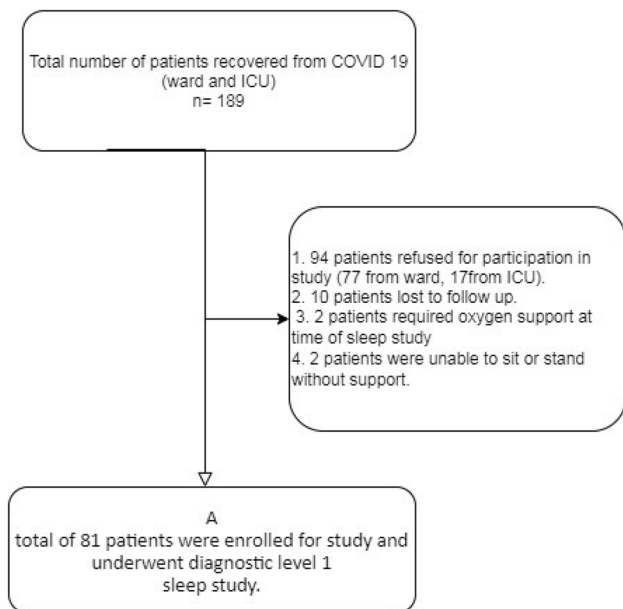 Total number of patients recovered from COVID 19
(ward and ICU)
n= 189
1. 94 patients refused for participation in
study (77 from ward, 17from ICU).
2. 10 patients lost to follow up.
3. 2 patients required oxygen support at
time of sleep study
4. 2 patients were unable to sit or stand
without support.
A
total of 81 patients were enrolled for study and
underwent diagnostic level 1
sleep study.